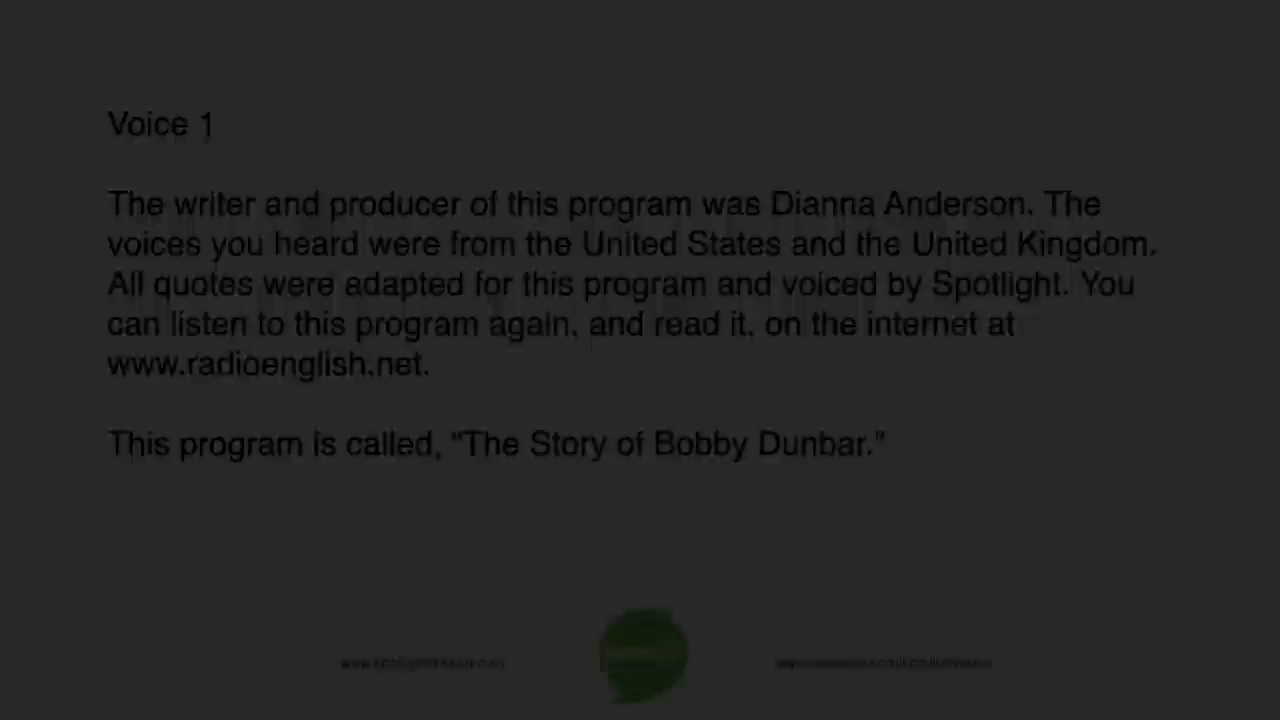 Voice 1
The writer and producer of this program was Dianna Anderson. The
voices you heard were from the United States and the United Kingdom.
All quotes were adapted for this program and voiced by Spotlight. You
can listen to this program again, and read it, on the internet at
www.radioenglish.net.
This program is called, "The Story of Bobby Dunbar."